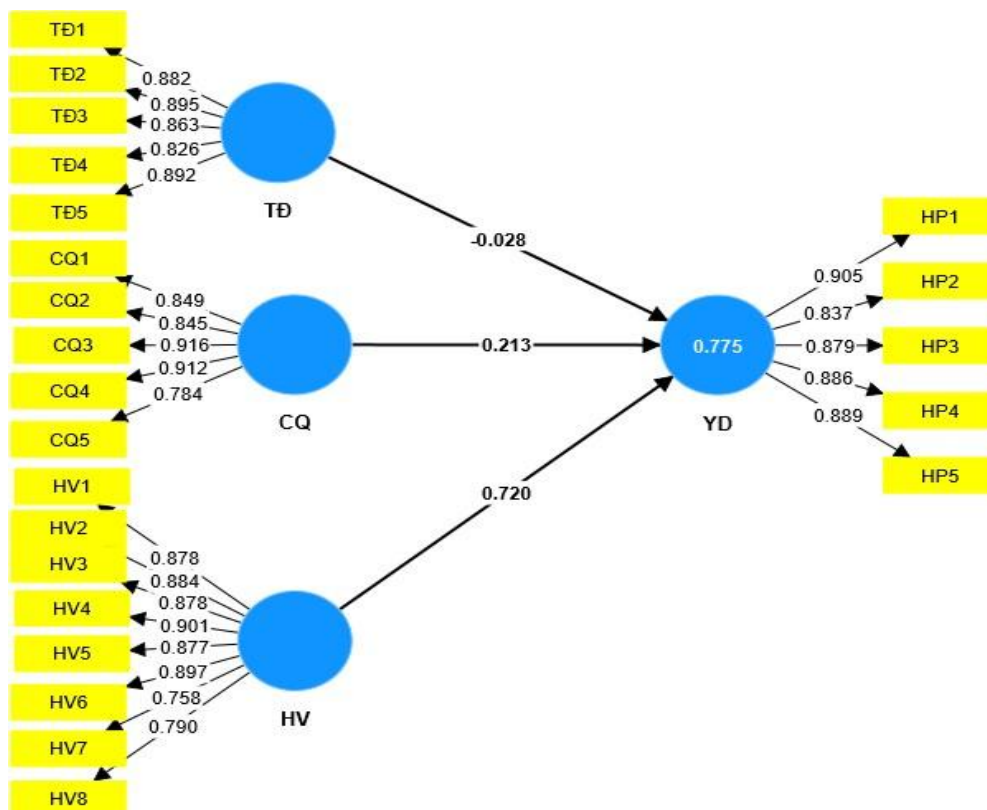 TĐ1
TĐ2
TĐ3
TĐ4
TĐ5
0.882
0.895
0.863
0.826
0.892
TĐ
CQ1
CQ2
CQ3
CQ4
CQ5
0.849
0.845
0.916
0.912
0.784
CQ
HV1
HV2
HV3
HV4
HV5
HV6
HV7
HV8
0.878
0.884
0.878
0.901
0.877
0.897
0.758
0.790
HV
-0.028
0.213
0.720
0.775
YD
0.905
0.837
0.879
0.886
0.889
HP1
HP2
HP3
HP4
HP5